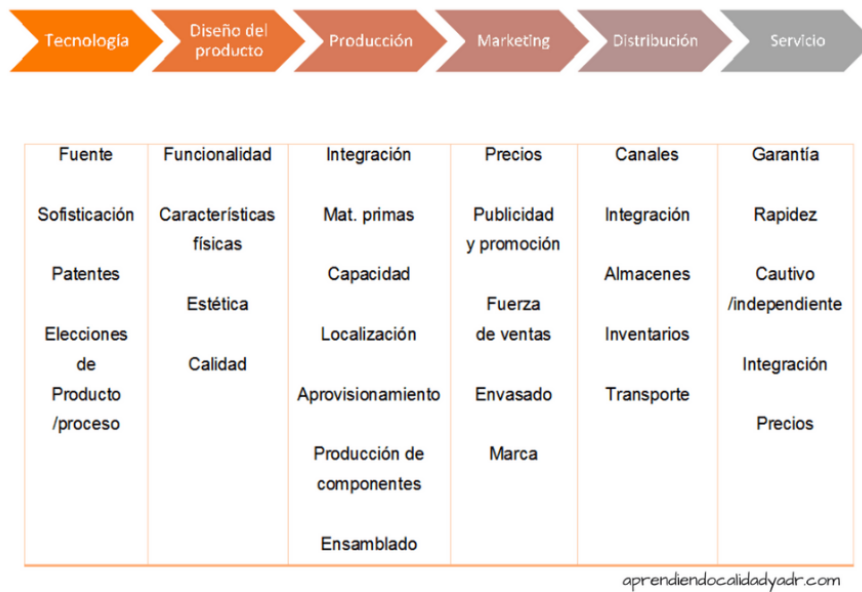 Tecnología
Diseño del
producto
Producción
Marketing
Distribución
Servicio
Fuente
Sofisticación
Patentes
Elecciones
de
Producto
/proceso
Funcionalidad
Características
físicas
Estética
Calidad
Integración
Mat. primas
Capacidad
Localización
Aprovisionamiento
Producción de
componentes
Ensamblado
Precios
Publicidad
y promoción
Fuerza
de ventas
Envasado
Marca
Canales
Integración
Almacenes
Inventarios
Transporte
Garantía
Rapidez
Cautivo
/independiente
Integración
Precios
aprendiendocalidadyadr.com